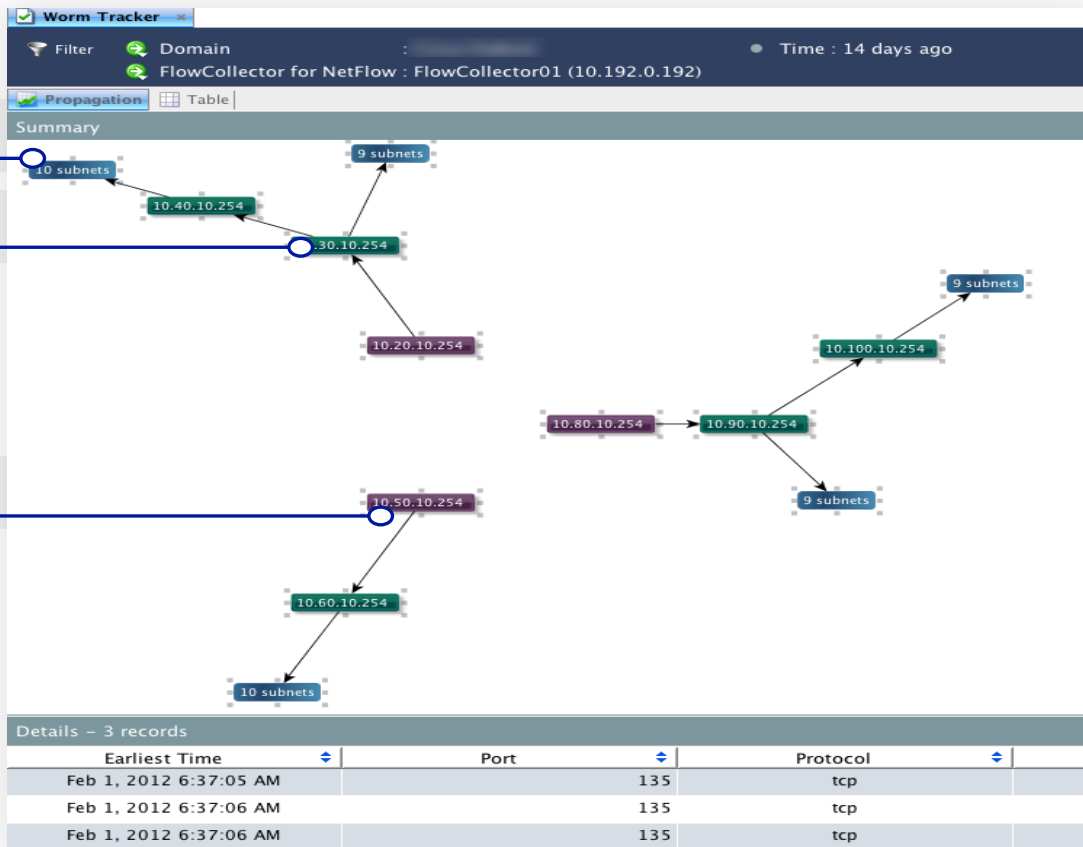 Worm Tracker
Filter
Domain :
Time : 14 days ago
FlowCollector for NetFlow : FlowCollector01 (10.192.0.192)
Propagation Table
Summary
9 subnets
10 subnets
10.40.10.254
.30.10.254
9 subnets
10.20.10.254
10.100.10.254
10.80.10.254
10.90.10.254
9 subnets
10.50.10.254
10.60.10.254
10 subnets
Details – 3 records
Earliest Time Port Protocol
Feb 1, 2012 6:37:05 AM 135 tcp
Feb 1, 2012 6:37:06 AM 135 tcp
Feb 1, 2012 6:37:06 AM 135 tcp